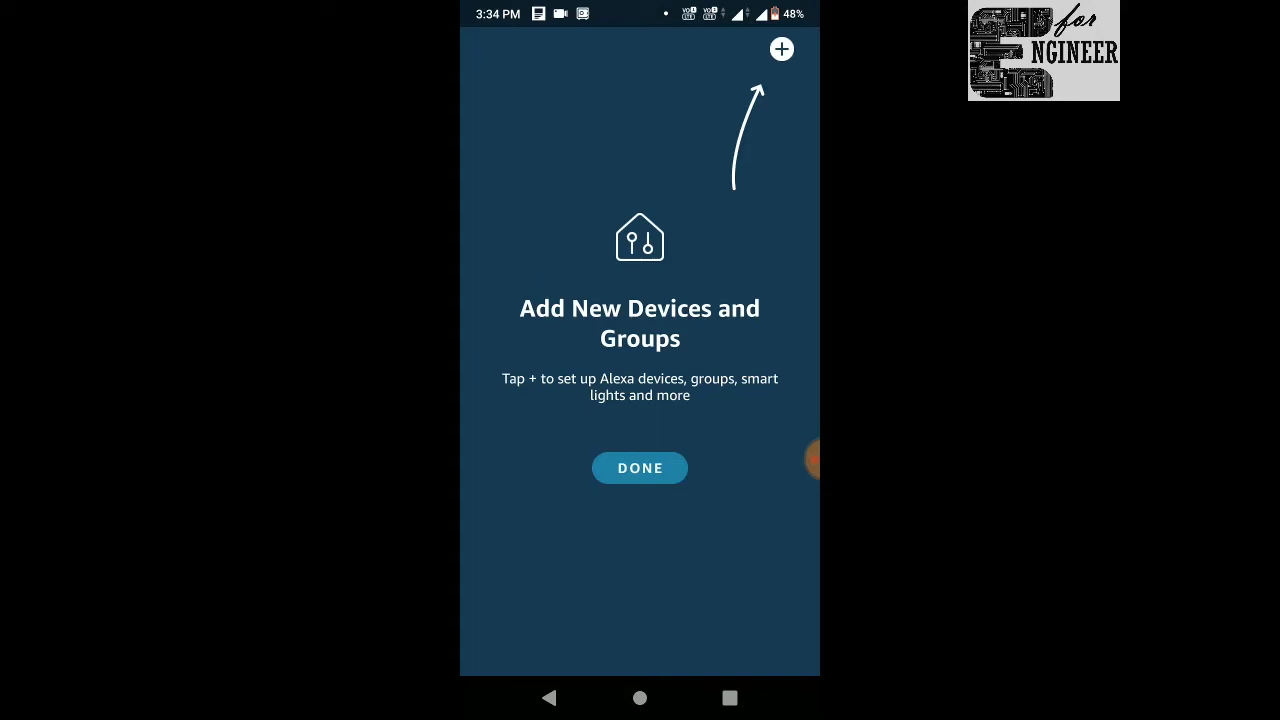 3:34 PM
48%
for
E NGINEER
Add New Devices and
Groups
Tap + to set up Alexa devices, groups, smart
lights and more
DONE